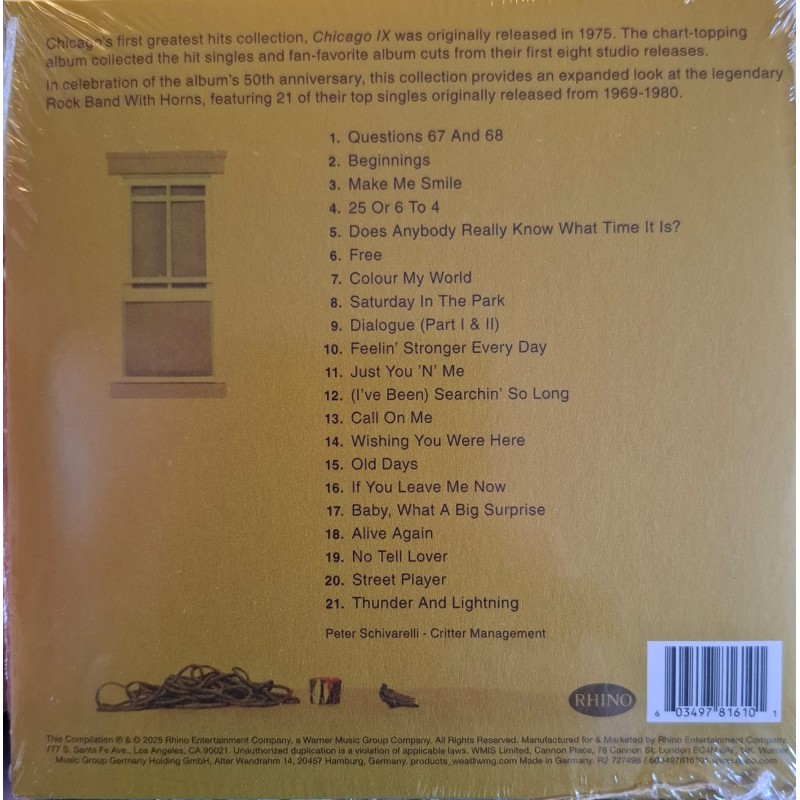 Chicago's first greatest hits collection, Chicago IX was originally released in 1975. The chart-topping
album collected the hit singles and fan-favorite album cuts from their first eight studio releases.
In celebration of the album's 50th anniversary, this collection provides an expanded look at the legendary
Rock Band With Horns, featuring 21 of their top singles originally released from 1969-1980.
1. Questions 67 And 68
2. Beginnings
3. Make Me Smile
4. 25 Or 6 To 4
5. Does Anybody Really Know What Time It Is?
6. Free
7. Colour My World
8. Saturday In The Park
9. Dialogue (Part I & II)
10. Feelin' Stronger Every Day
11. Just You 'N' Me
12. (I've Been) Searchin' So Long
13. Call On Me
14. Wishing You Were Here
15. Old Days
16. If You Leave Me Now
17. Baby, What A Big Surprise
18. Alive Again
19. No Tell Lover
20. Street Player
21. Thunder And Lightning
Peter Schivarelli - Critter Management
RHINO
6 03497 81610 1
This Compilation ℗ & © 2025 Rhino Entertainment Company, a Warner Music Group Company. All Rights Reserved. Manufactured for & Marketed by Rhino Entertainment Company,
777 S. Santa Fe Ave., Los Angeles, CA 90021. Unauthorized duplication is a violation of applicable laws. WMIS Limited, Cannon Place, 78 Cannon St. London UK. Warner
Music Group Germany Holding GmbH, Alter Wandrahm 14, 20457 Hamburg, Germany. products_wea@wmg.com Made in Germany. R2 727498 /